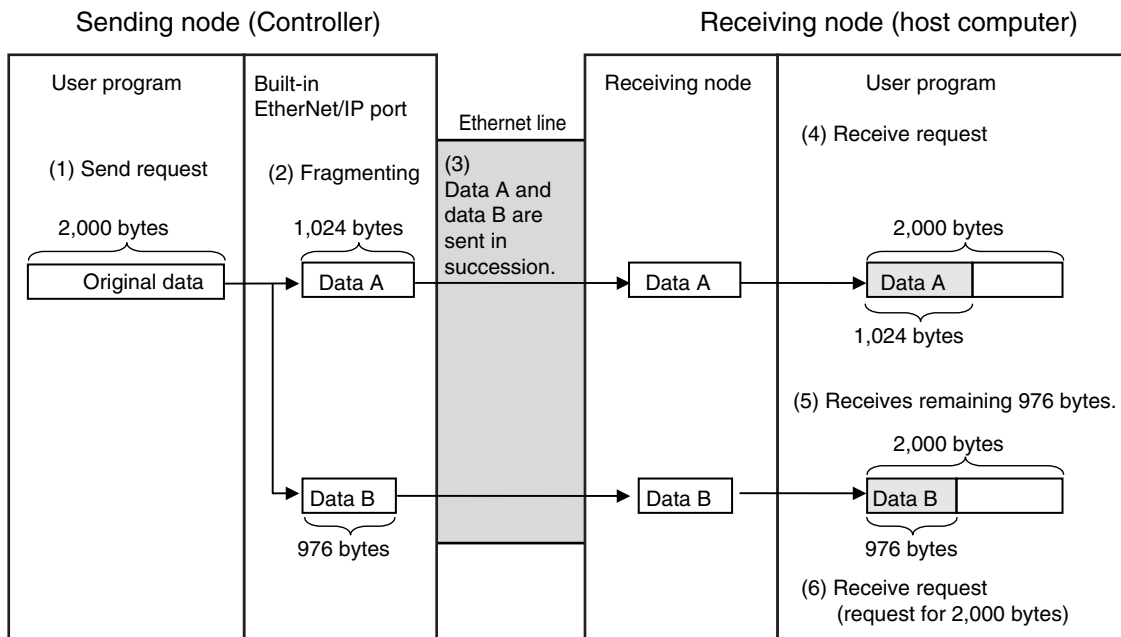 Sending node (Controller)
Receiving node (host computer)
User program
Built-in
EtherNet/IP port
Ethernet line
Receiving node
User program
(1) Send request
(2) Fragmenting
(3)
Data A and
data B are
sent in
succession.
(4) Receive request
2,000 bytes
1,024 bytes
2,000 bytes
Original data
Data A
Data A
Data A
1,024 bytes
(5) Receives remaining 976 bytes.
2,000 bytes
Data B
Data B
Data B
976 bytes
976 bytes
(6) Receive request
(request for 2,000 bytes)